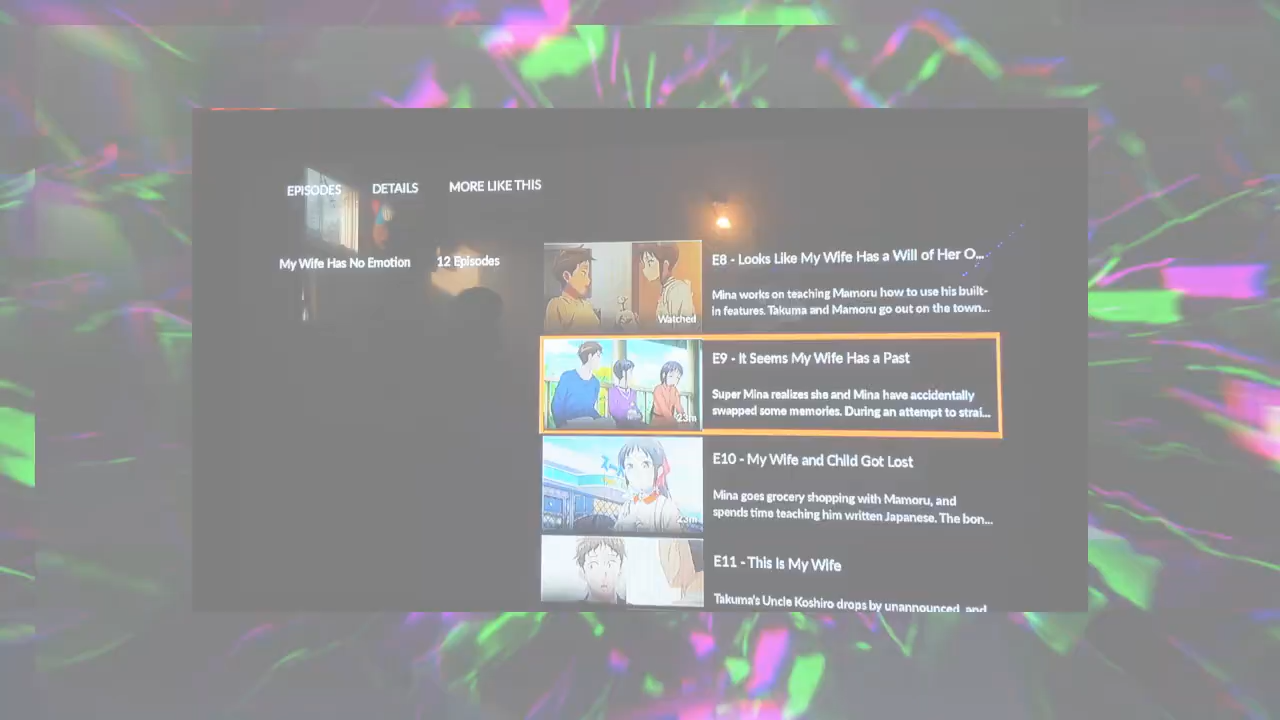 EPISODES DETAILS MORE LIKE THIS
My Wife Has No Emotion 12 Episodes
E8 - Looks Like My Wife Has a Will of Her O...
Mina works on teaching Mamoru how to use his built-
in features. Takuma and Mamoru go out on the town...
Watched
E9 - It Seems My Wife Has a Past
Super Mina realizes she and Mina have accidentally
swapped some memories. During an attempt to strai...
23m
E10 - My Wife and Child Got Lost
Mina goes grocery shopping with Mamoru, and
spends time teaching him written Japanese. The bon...
23m
E11 - This Is My Wife
Takuma's Uncle Koshiro drops by unannounced, and